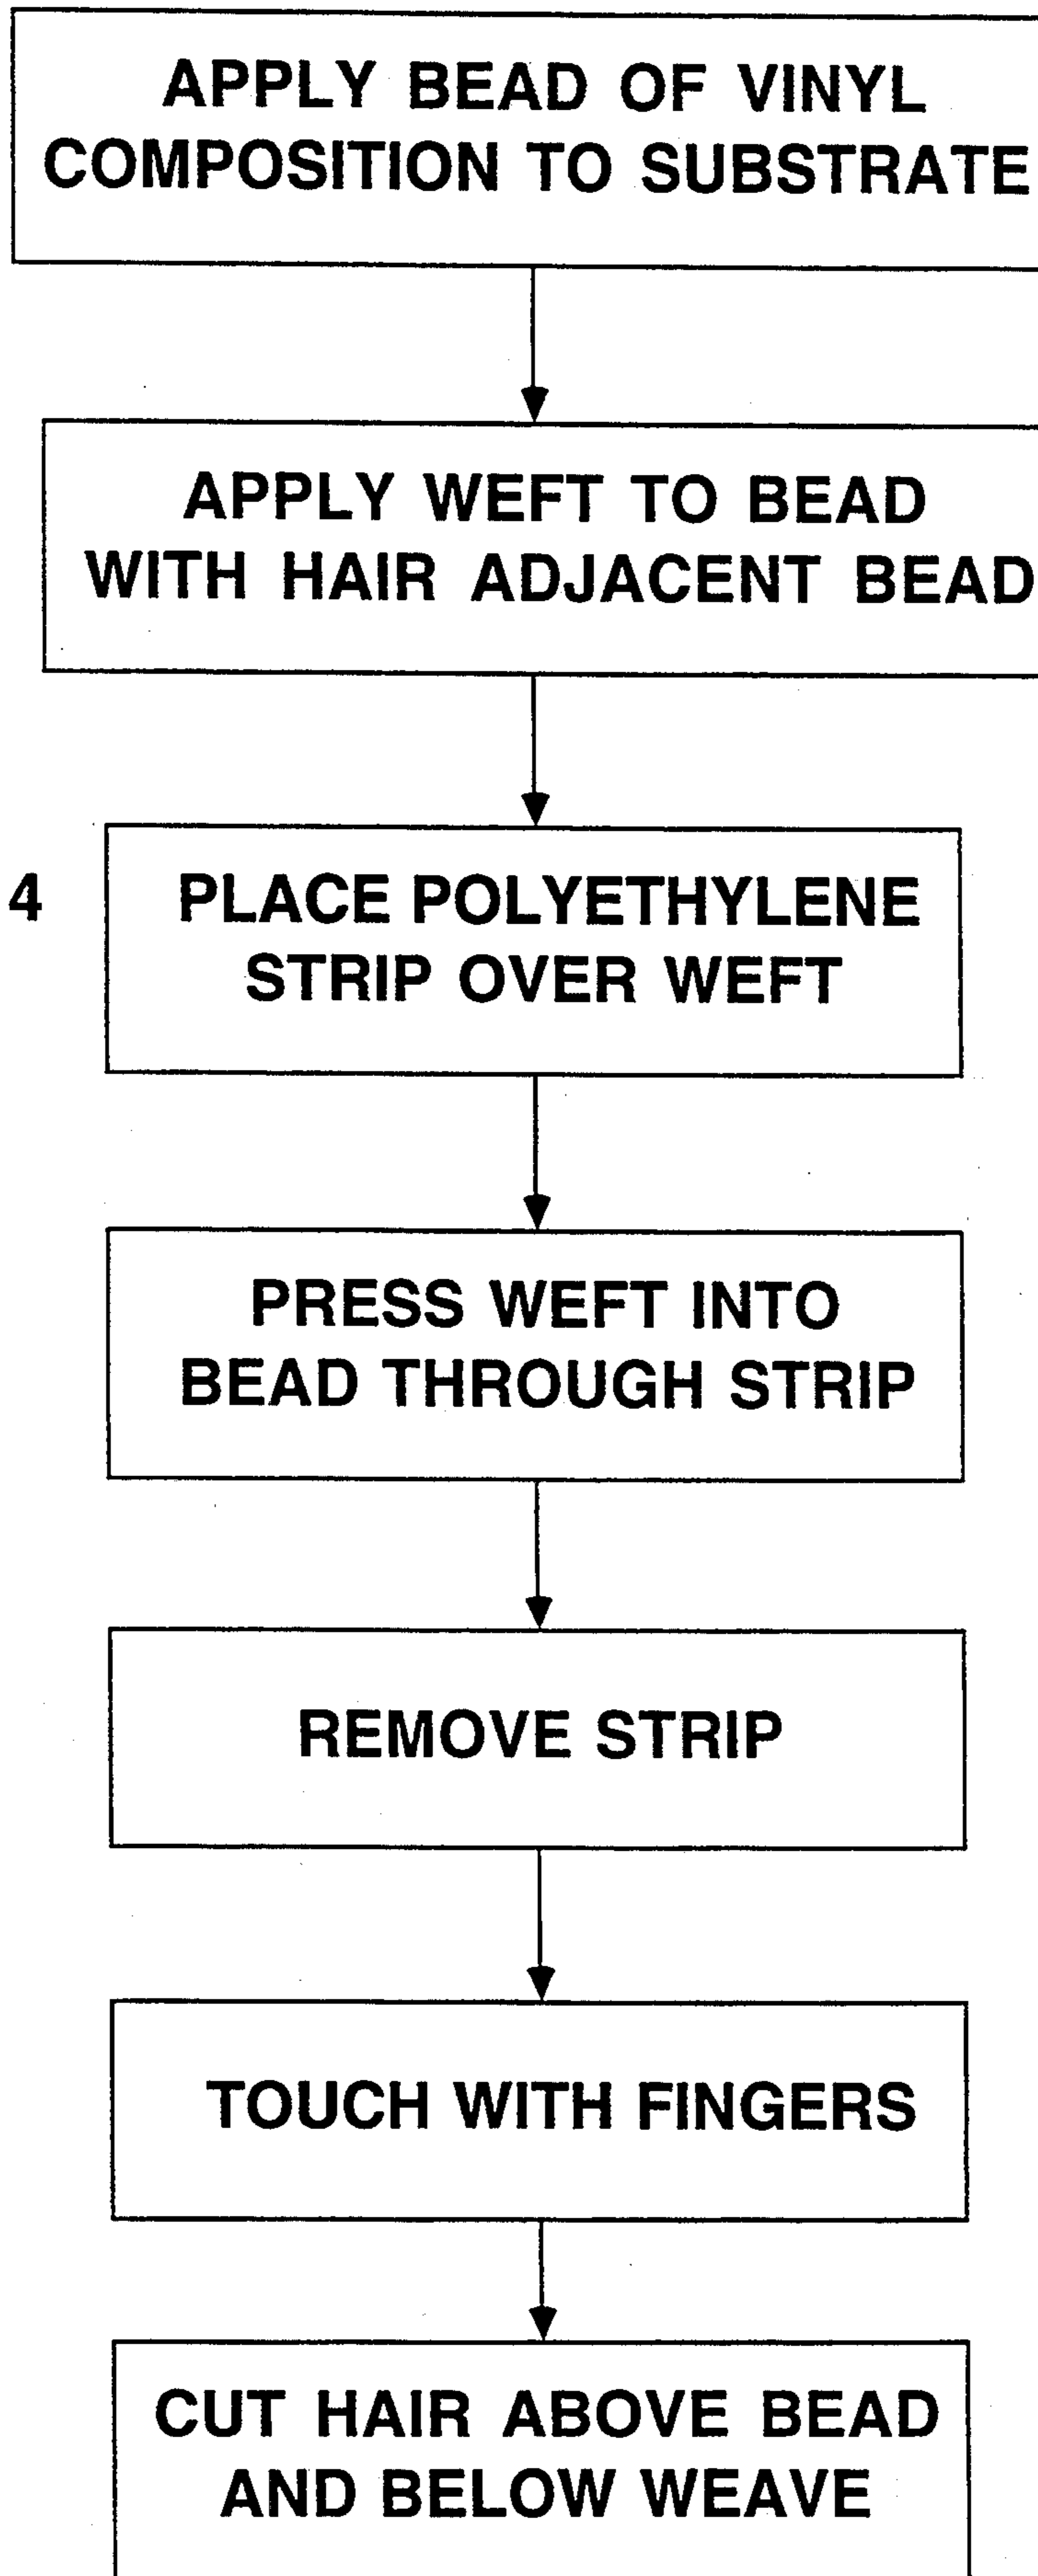 APPLY BEAD OF VINYL
COMPOSITION TO SUBSTRATE
APPLY WEFT TO BEAD
WITH HAIR ADJACENT BEAD
4
PLACE POLYETHYLENE
STRIP OVER WEFT
PRESS WEFT INTO
BEAD THROUGH STRIP
REMOVE STRIP
TOUCH WITH FINGERS
CUT HAIR ABOVE BEAD
AND BELOW WEAVE